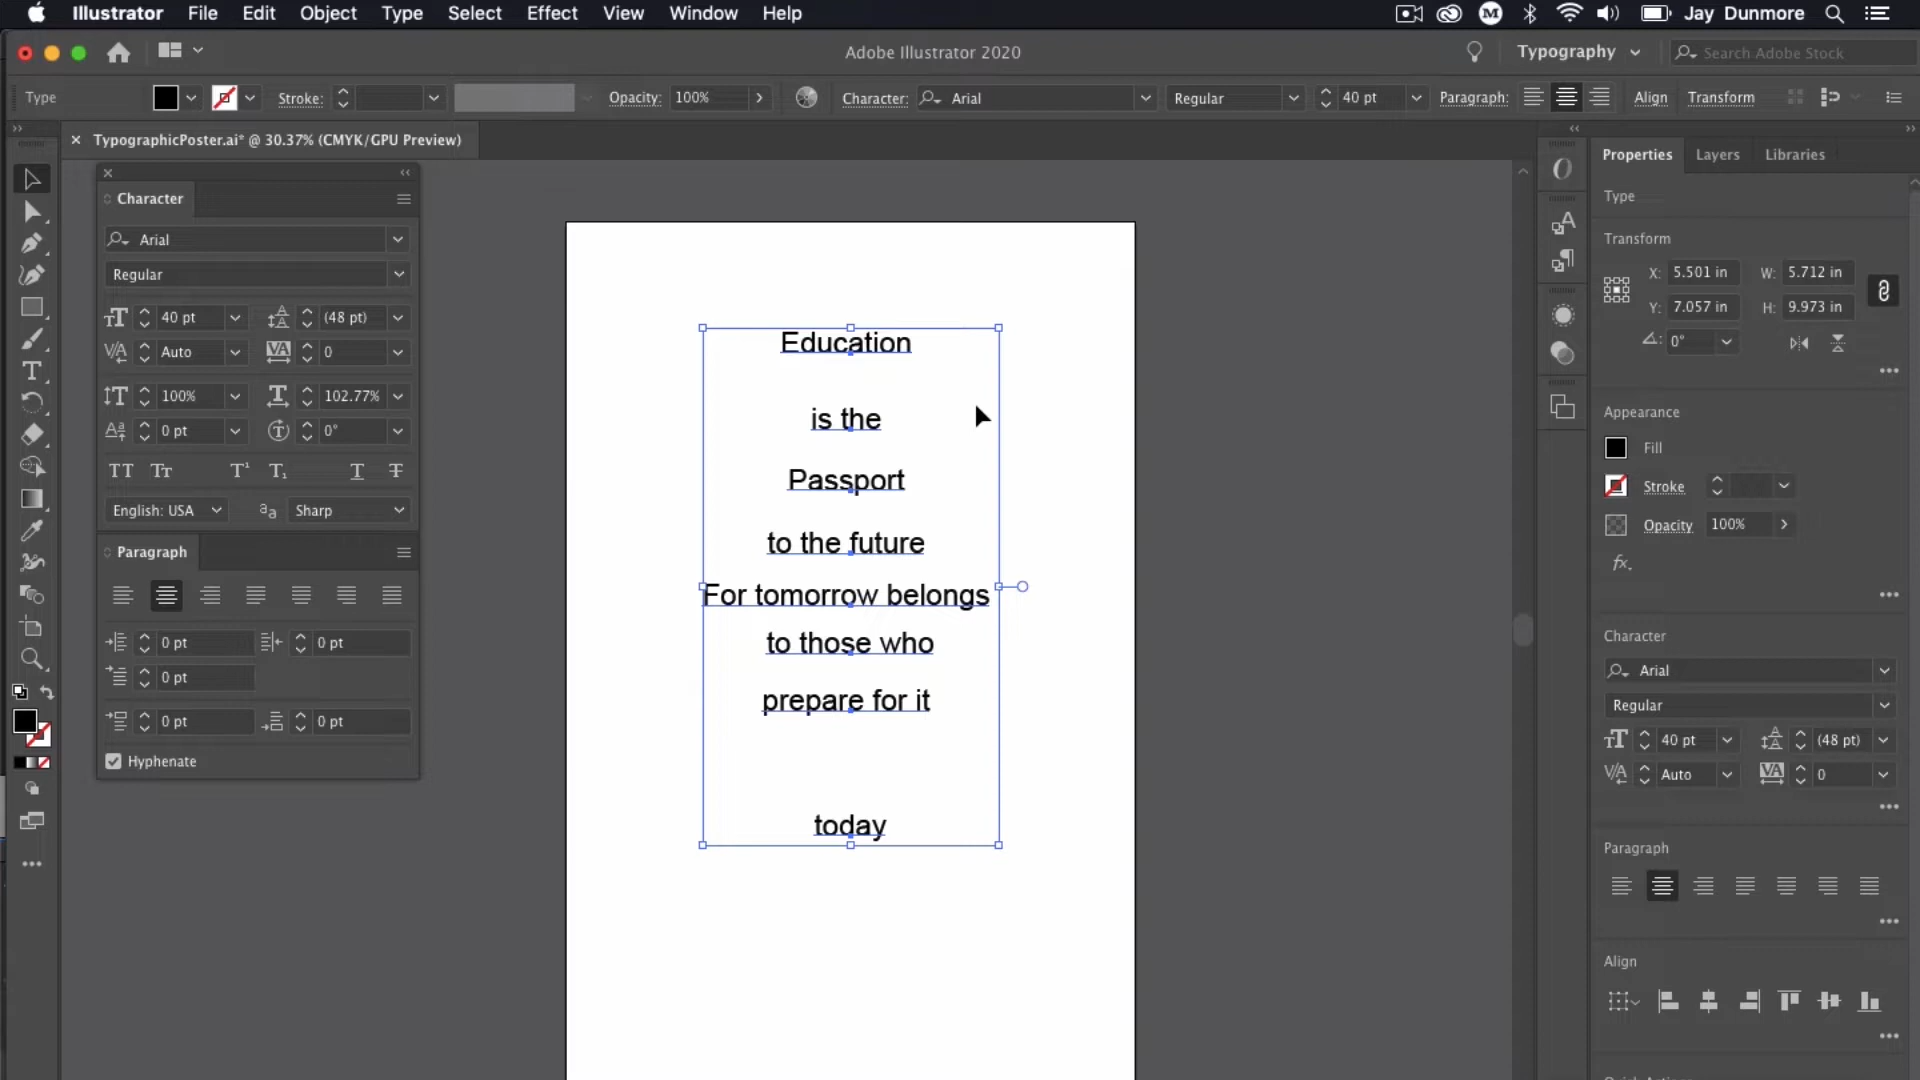 Illustrator File Edit Object Type Select Effect View Window Help Jay Dunmore
Adobe Illustrator 2020 Typography Search Adobe Stock
Type Stroke: Opacity: 100% Character: Arial Regular 40 pt Paragraph: Align Transform
TypographicPoster.ai* @ 30.37% (CMYK/GPU Preview)
Character
Arial
Regular
40 pt (48 pt)
Auto 0
100% 102.77%
0 pt 0°
English: USA Sharp
Paragraph
0 pt 0 pt
0 pt
0 pt 0 pt
Hyphenate
Education
is the
Passport
to the future
For tomorrow belongs
to those who
prepare for it
today
Properties Layers Libraries
Type
Transform
X: 5.501 in W: 5.712 in
Y: 7.057 in H: 9.973 in
0°
Appearance
Fill
Stroke
Opacity 100%
fx.
Character
Arial
Regular
40 pt (48 pt)
Auto 0
Paragraph
Align